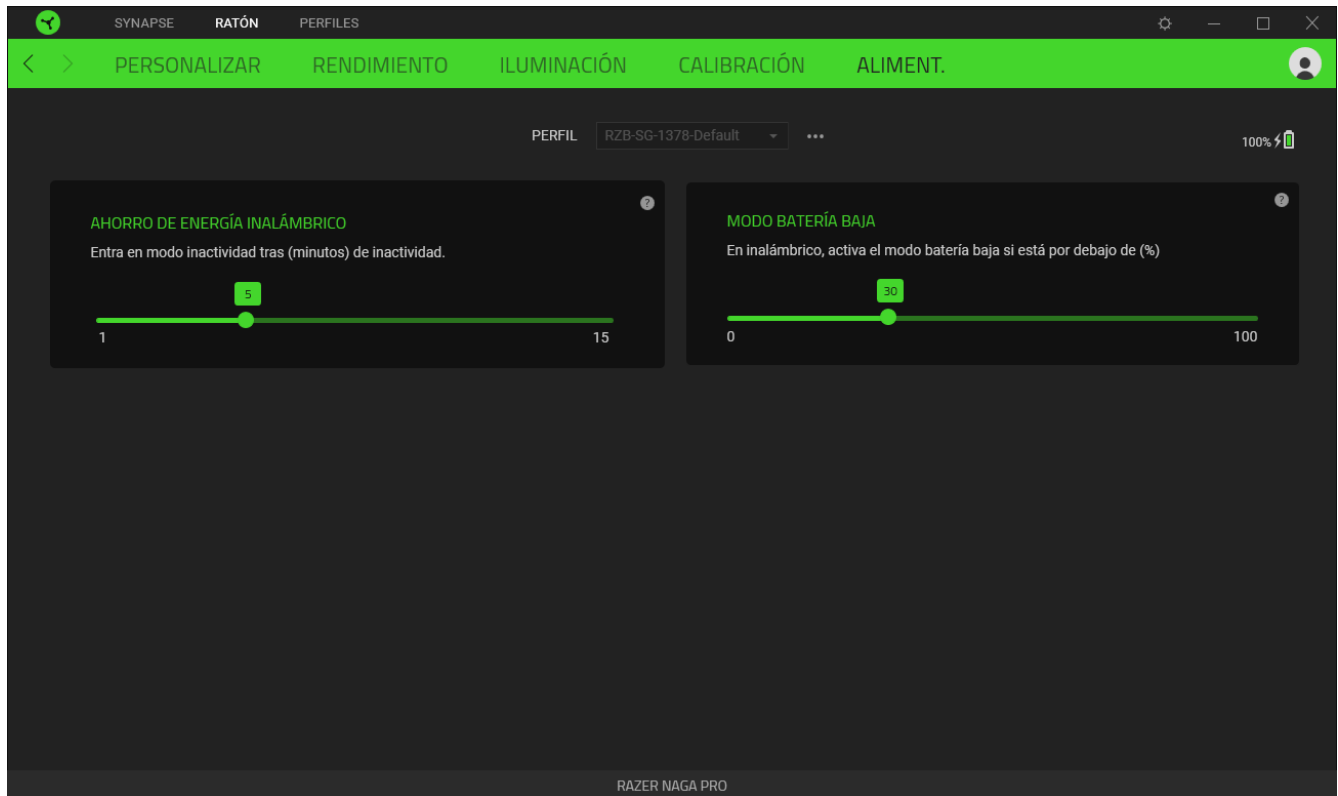 SYNAPSE RATÓN PERFILES
PERSONALIZAR RENDIMIENTO ILUMINACIÓN CALIBRACIÓN ALIMENT.
PERFIL RZB-SG-1378-Default
100%
AHORRO DE ENERGÍA INALÁMBRICO
Entra en modo inactividad tras (minutos) de inactividad.
5
1 15
MODO BATERÍA BAJA
En inalámbrico, activa el modo batería baja si está por debajo de (%)
30
0 100
RAZER NAGA PRO